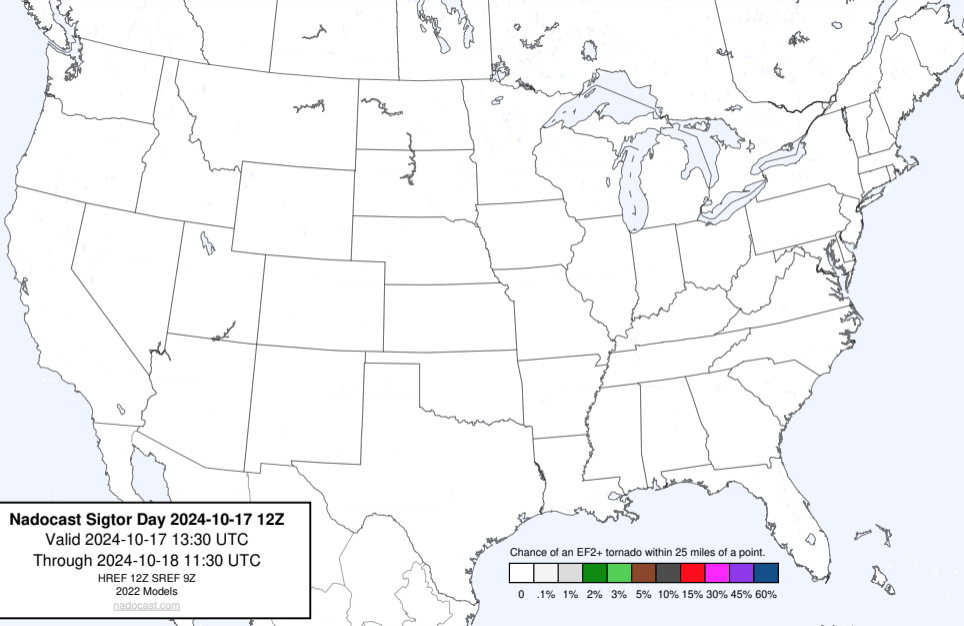 Nadocast Sigtor Day 2024-10-17 12Z
Valid 2024-10-17 13:30 UTC
Through 2024-10-18 11:30 UTC
HREF 12Z SREF 9Z
2022 Models
nadocast.com
Chance of an EF2+ tornado within 25 miles of a point.
0 .1% 1% 2% 3% 5% 10% 15% 30% 45% 60%